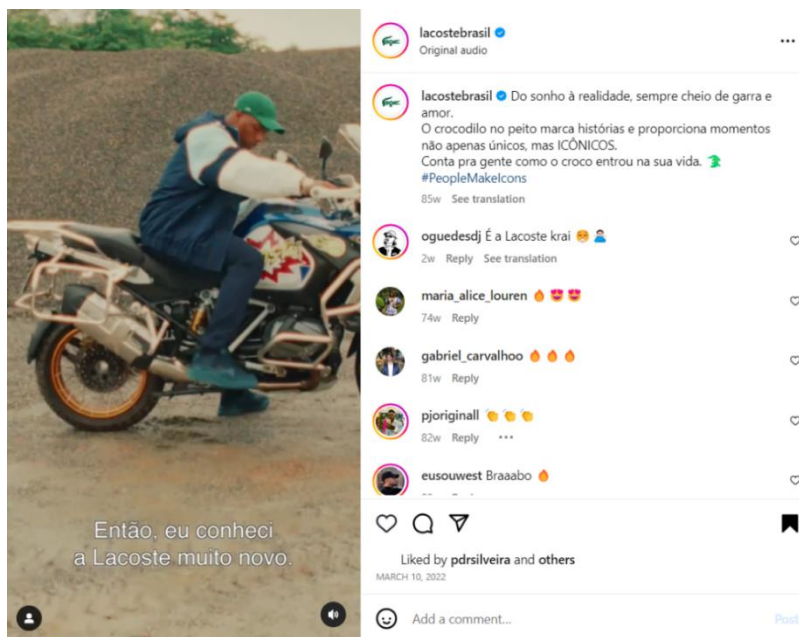 lacostebrasil
Original audio
lacostebrasil Do sonho à realidade, sempre cheio de garra e
amor.
O crocodilo no peito marca histórias e proporciona momentos
não apenas únicos, mas ICÔNICOS.
Conta pra gente como o croco entrou na sua vida.
#PeopleMakeIcons
85w See translation
oguedesdj É a Lacoste krai
2w Reply See translation
maria_alice_louren
74w Reply
gabriel_carvalhoo
81w Reply
pjoriginall
82w Reply
eusouwest Braaabo
Então, eu conheci
a Lacoste muito novo.
Liked by pdrsilveira and others
MARCH 10, 2022
Add a comment...
Post